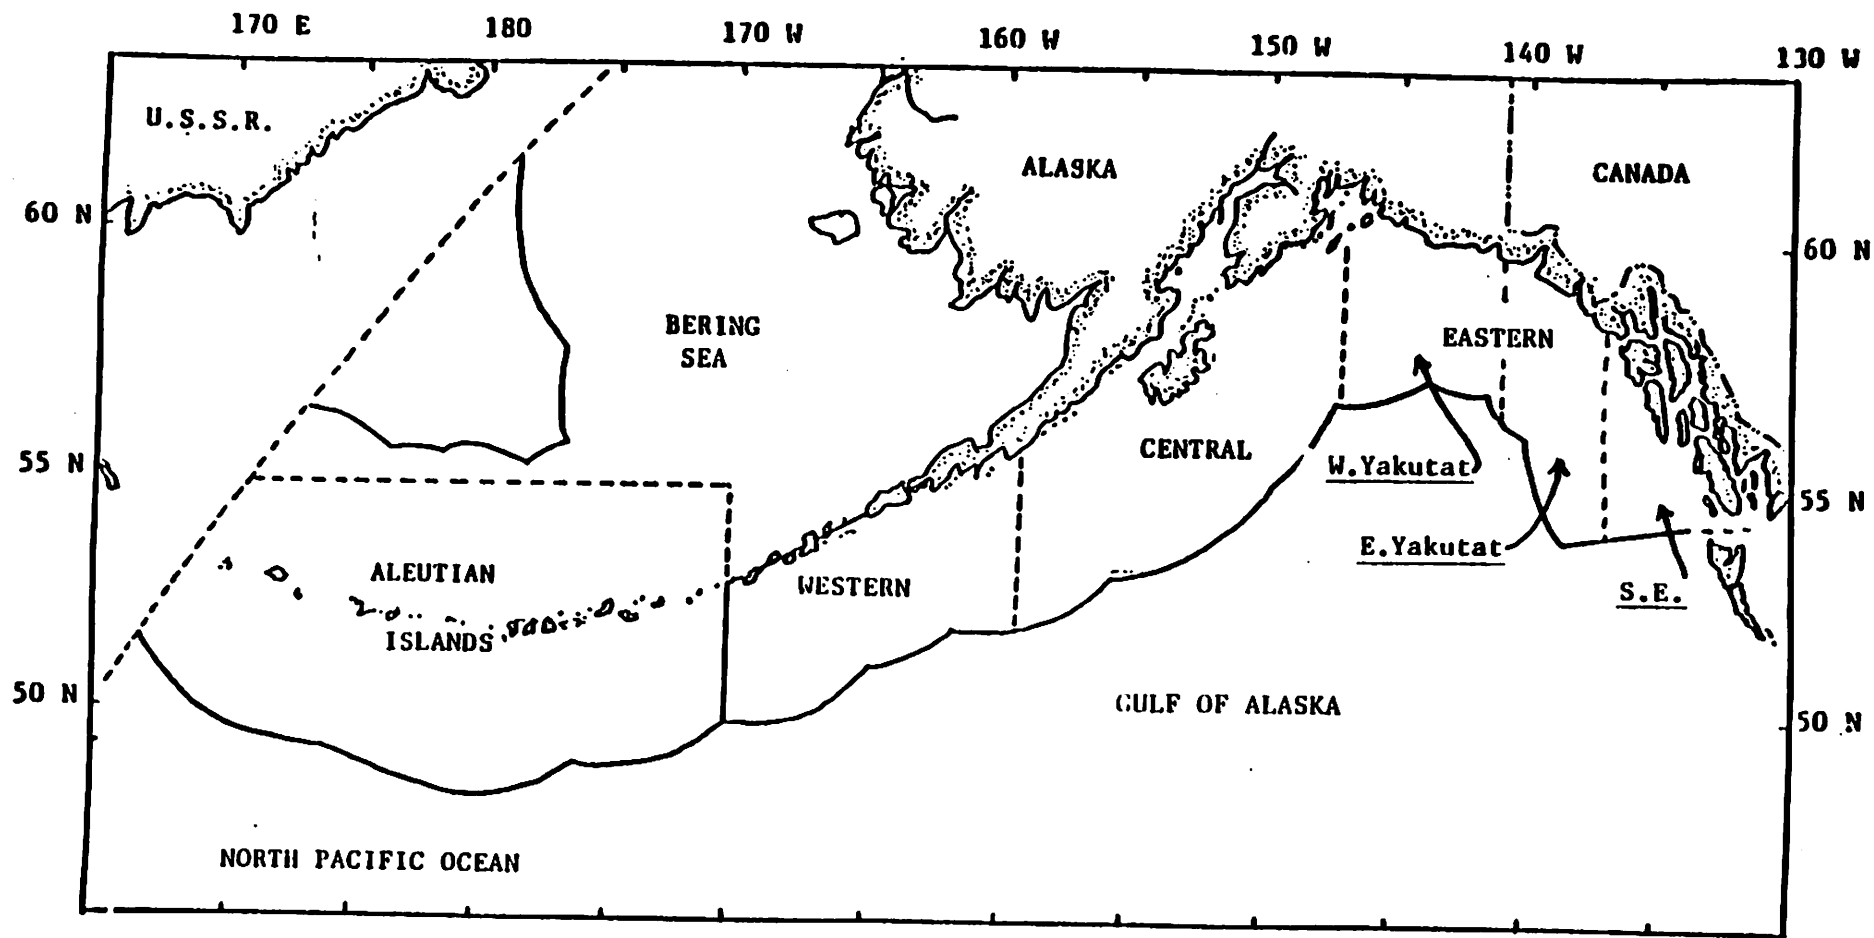 170 E 180 170 W 160 W 150 W 140 W 130 W
U.S.S.R.
ALASKA
CANADA
60 N
60 N
BERING
SEA
EASTERN
CENTRAL
W.Yakutat
55 N
55 N
E.Yakutat
ALEUTIAN
WESTERN
S.E.
ISLANDS
50 N
GULF OF ALASKA
50 N
NORTH PACIFIC OCEAN